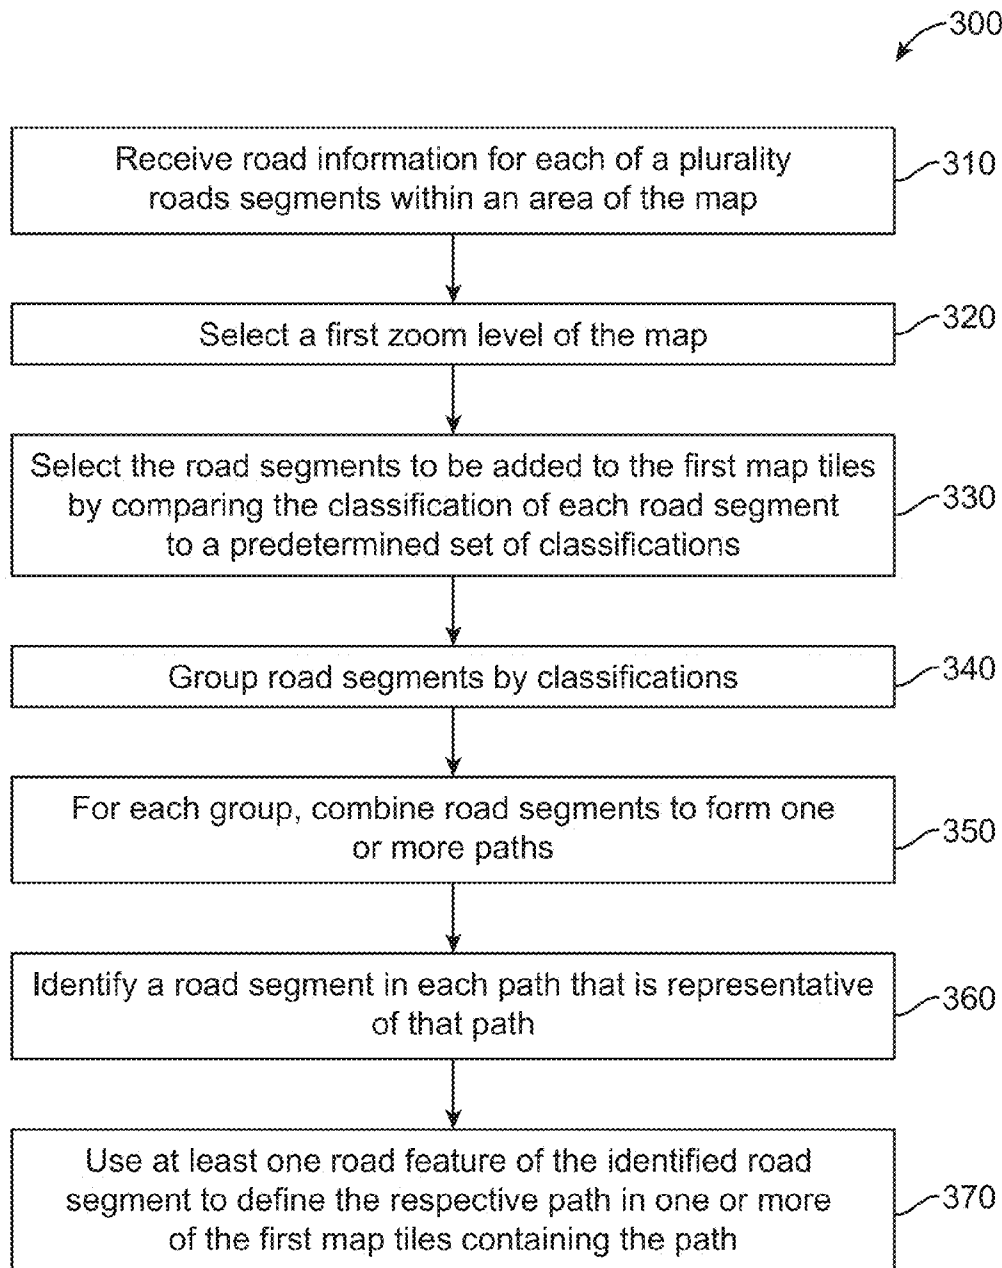 300
Receive road information for each of a plurality
roads segments within an area of the map
310
Select a first zoom level of the map
320
Select the road segments to be added to the first map tiles
by comparing the classification of each road segment
to a predetermined set of classifications
330
Group road segments by classifications
340
For each group, combine road segments to form one
or more paths
350
Identify a road segment in each path that is representative
of that path
360
Use at least one road feature of the identified road
segment to define the respective path in one or more
of the first map tiles containing the path
370